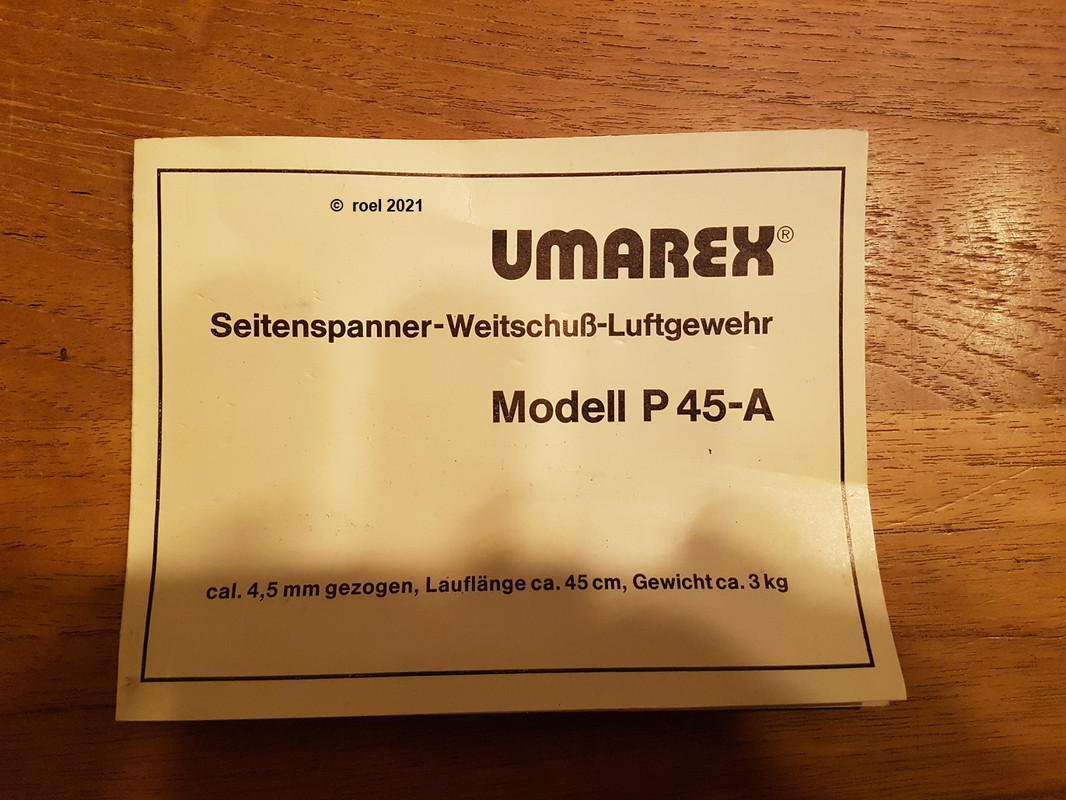 © roel 2021
UMAREX®
Seitenspanner-Weitschuß-Luftgewehr
Modell P 45-A
cal. 4,5 mm gezogen, Lauflänge ca. 45 cm, Gewicht ca. 3 kg